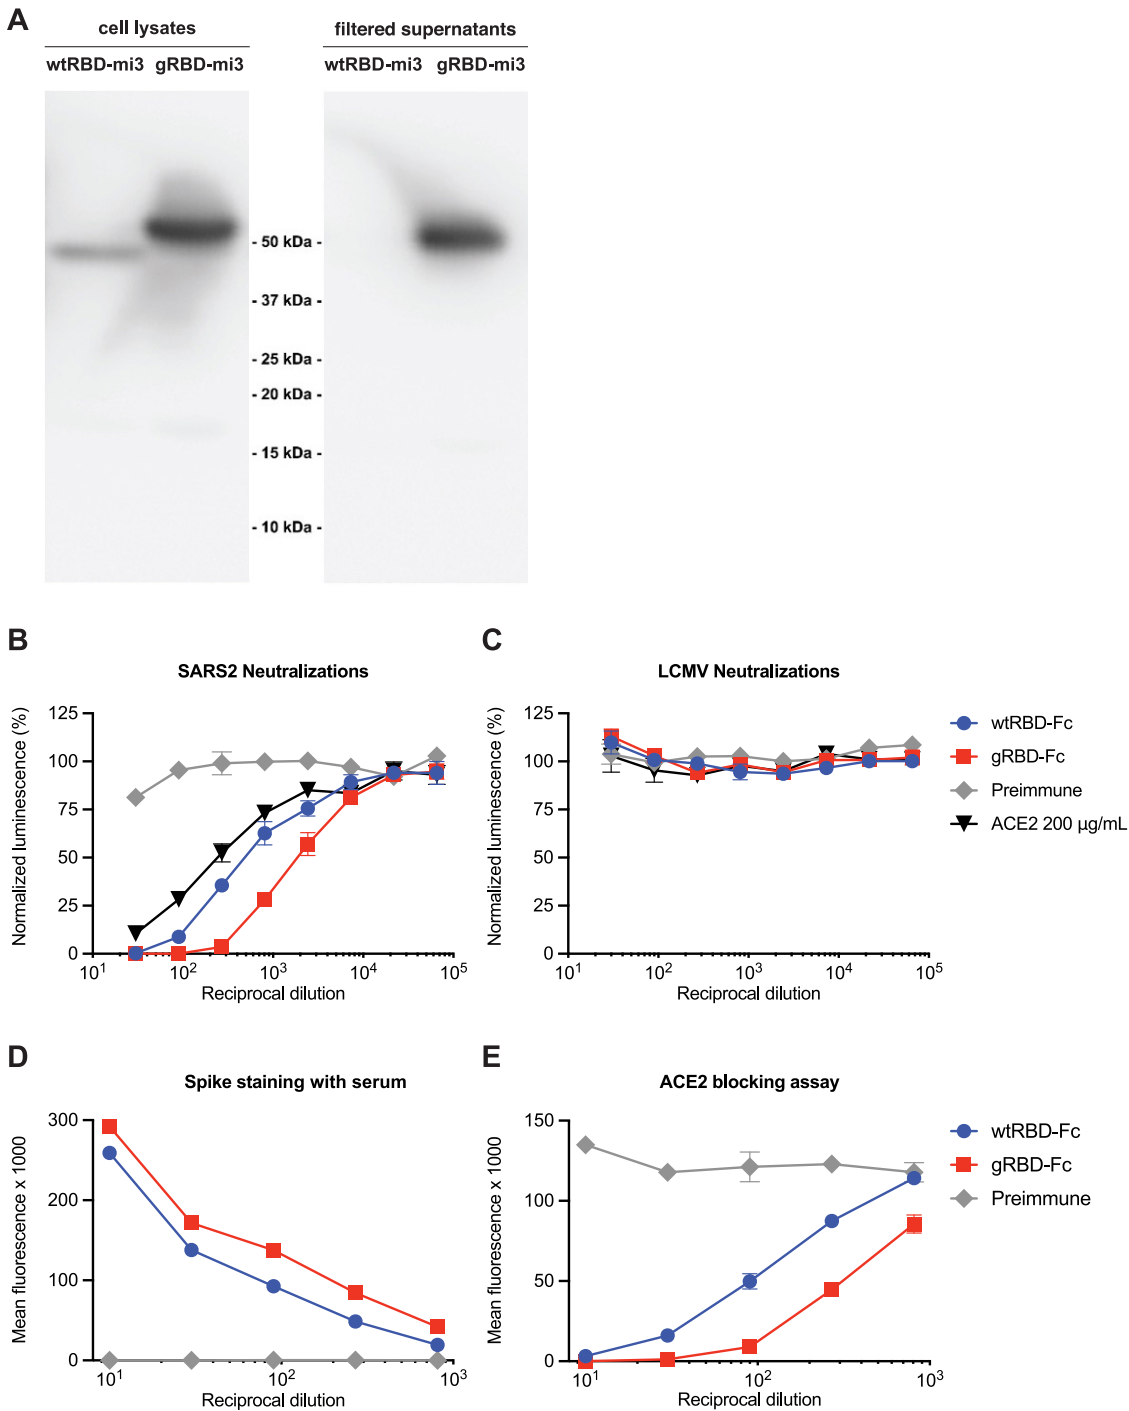 A
cell lysates
filtered supernatants
wtRBD-mi3 gRBD-mi3
wtRBD-mi3 gRBD-mi3
- 50 kDa -
- 37 kDa -
- 25 kDa -
- 20 kDa -
- 15 kDa -
- 10 kDa -
B
SARS2 Neutralizations
Normalized luminescence (%)
125
100
75
50
25
0
10¹ 10² 10³ 10⁴ 10⁵
Reciprocal dilution
C
LCMV Neutralizations
Normalized luminescence (%)
125
100
75
50
25
0
10¹ 10² 10³ 10⁴ 10⁵
Reciprocal dilution
wtRBD-Fc
gRBD-Fc
Preimmune
ACE2 200 µg/mL
D
Spike staining with serum
Mean fluorescence x 1000
300
200
100
0
10¹ 10² 10³
Reciprocal dilution
E
ACE2 blocking assay
Mean fluorescence x 1000
150
100
50
0
10¹ 10² 10³
Reciprocal dilution
wtRBD-Fc
gRBD-Fc
Preimmune